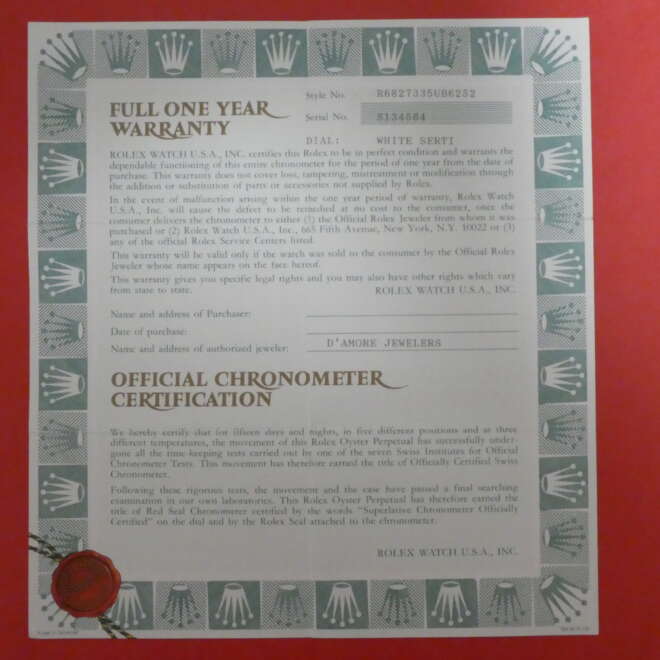 Style No. R6827335UB6252
FULL ONE YEAR
WARRANTY
Serial No. S134584
DIAL: WHITE SERTI
ROLEX WATCH U.S.A., INC. certifies this Rolex to be in perfect condition and warrants the
dependable functioning of this entire chronometer for the period of one year from the date of
purchase. This warranty does not cover loss, tampering, mistreatment or modification through
the addition or substitution of parts or accessories not supplied by Rolex.
In the event of malfunction arising within the one year period of warranty, Rolex Watch
U.S.A., Inc. will cause the defect to be remedied at no cost to the consumer, once the
consumer delivers the chronometer to either (1) the Official Rolex Jeweler from whom it was
purchased or (2) Rolex Watch U.S.A., Inc., 665 Fifth Avenue, New York, N.Y. 10022 or (3)
any of the official Rolex Service Centers listed.
This warranty will be valid only if the watch was sold to the consumer by the Official Rolex
Jeweler whose name appears on the face hereof.
This warranty gives you specific legal rights and you may also have other rights which vary
from state to state. ROLEX WATCH U.S.A., INC.
Name and address of Purchaser:
Date of purchase:
Name and address of authorized jeweler: D'AMORE JEWELERS
OFFICIAL CHRONOMETER
CERTIFICATION
We hereby certify that for fifteen days and nights, in five different positions and at three
different temperatures, the movement of this Rolex Oyster Perpetual has successfully under-
gone all the time-keeping tests carried out by one of the seven Swiss Institutes for Official
Chronometer Tests. This movement has therefore earned the title of Officially Certified Swiss
Chronometer.
Following these rigorous tests, the movement and the case have passed a final searching
examination in our own laboratories. This Rolex Oyster Perpetual has therefore earned the
title of Red Seal Chronometer certified by the words "Superlative Chronometer Officially
Certified" on the dial and by the Rolex Seal attached to the chronometer.
ROLEX WATCH U.S.A., INC.